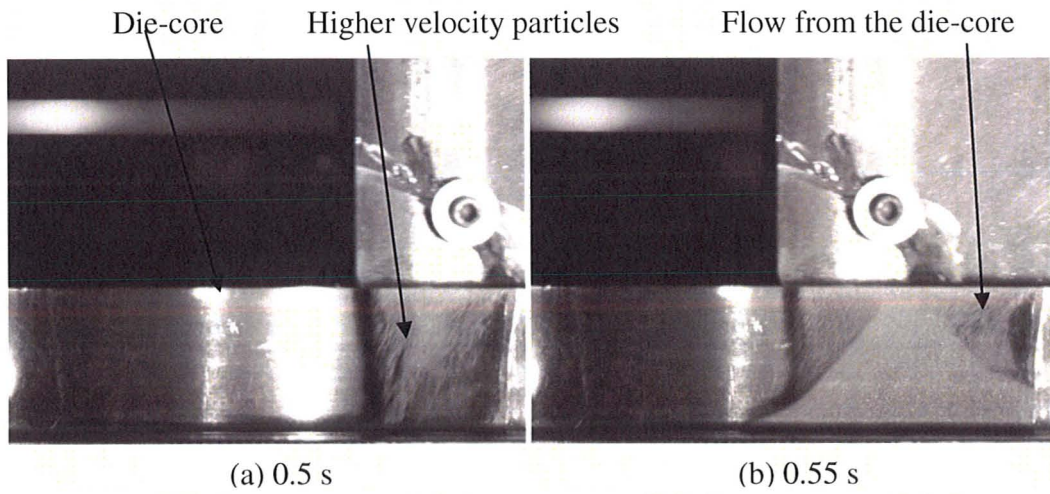 Die-core Higher velocity particles Flow from the die-core
(a) 0.5 s (b) 0.55 s